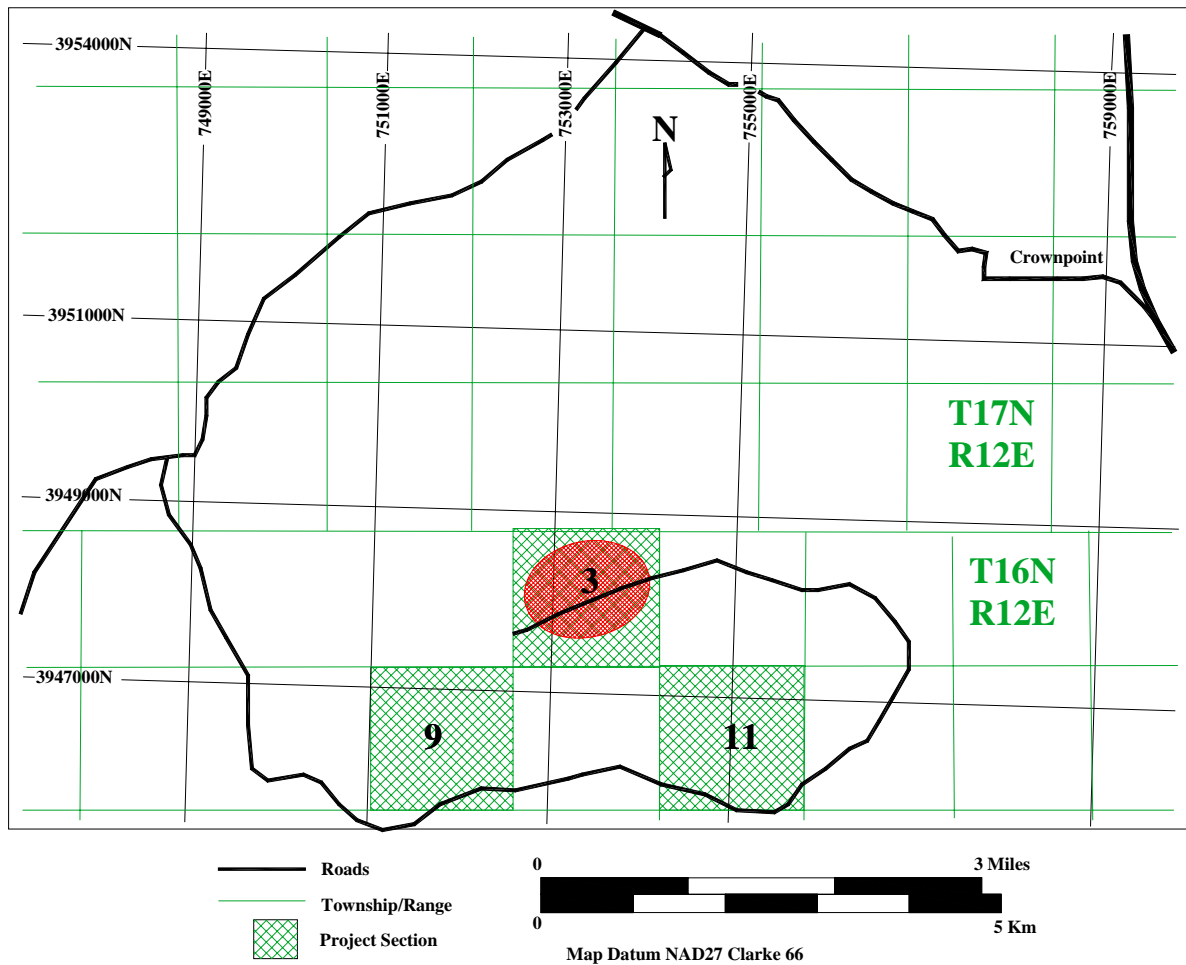 3954000N
749000E
751000E
753000E
755000E
759000E
N
Crownpoint
3951000N
T17N
R12E
3949000N
3
T16N
R12E
3947000N
9
11
0
3 Miles
Roads
Township/Range
0
5 Km
Project Section
Map Datum NAD27 Clarke 66